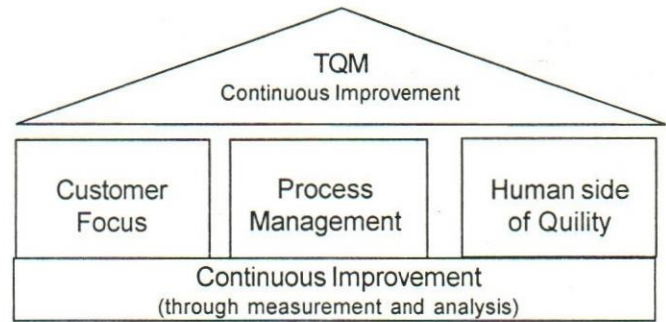 TQM
Continuous Improvement
Customer
Focus
Process
Management
Human side
of Quility
Continuous Improvement
(through measurement and analysis)